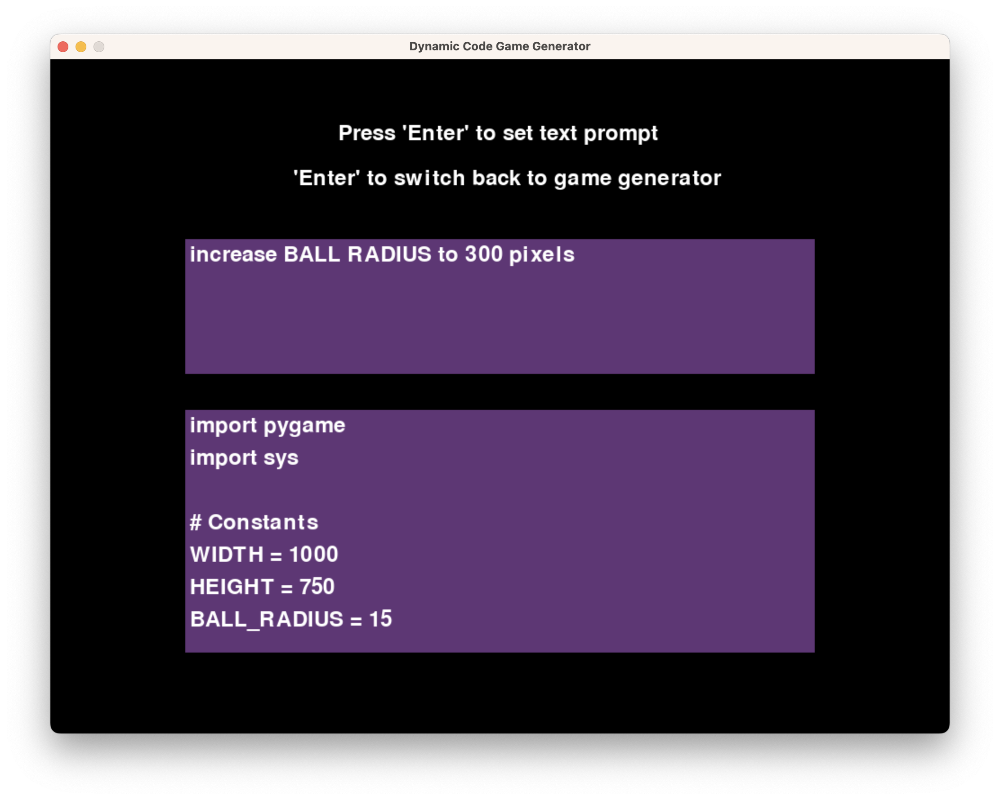 Dynamic Code Game Generator
Press 'Enter' to set text prompt
'Enter' to switch back to game generator
increase BALL RADIUS to 300 pixels
import pygame
import sys
# Constants
WIDTH = 1000
HEIGHT = 750
BALL_RADIUS = 15